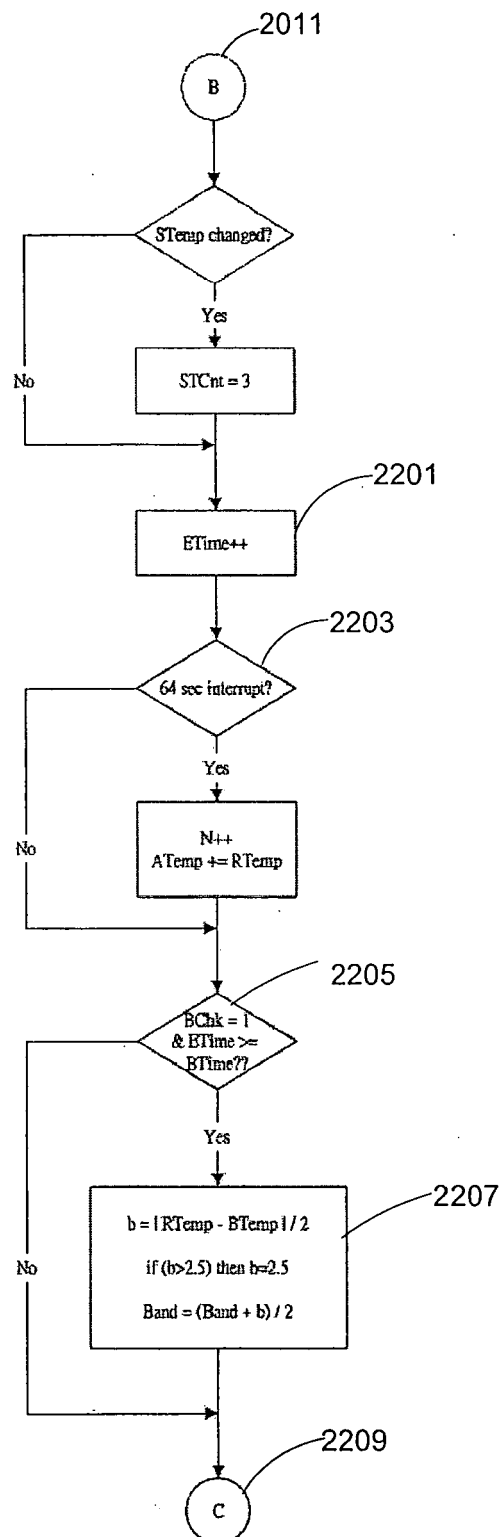 2011
B
STemp changed?
Yes
No
STCnt = 3
2201
ETime++
2203
64 sec interrupt?
Yes
N++
No
ATemp += RTemp
2205
BChk = 1
& ETime >=
BTime??
Yes
2207
b = | RTemp - BTemp | / 2
No
if (b>2.5) then b=2.5
Band = (Band + b) / 2
2209
C